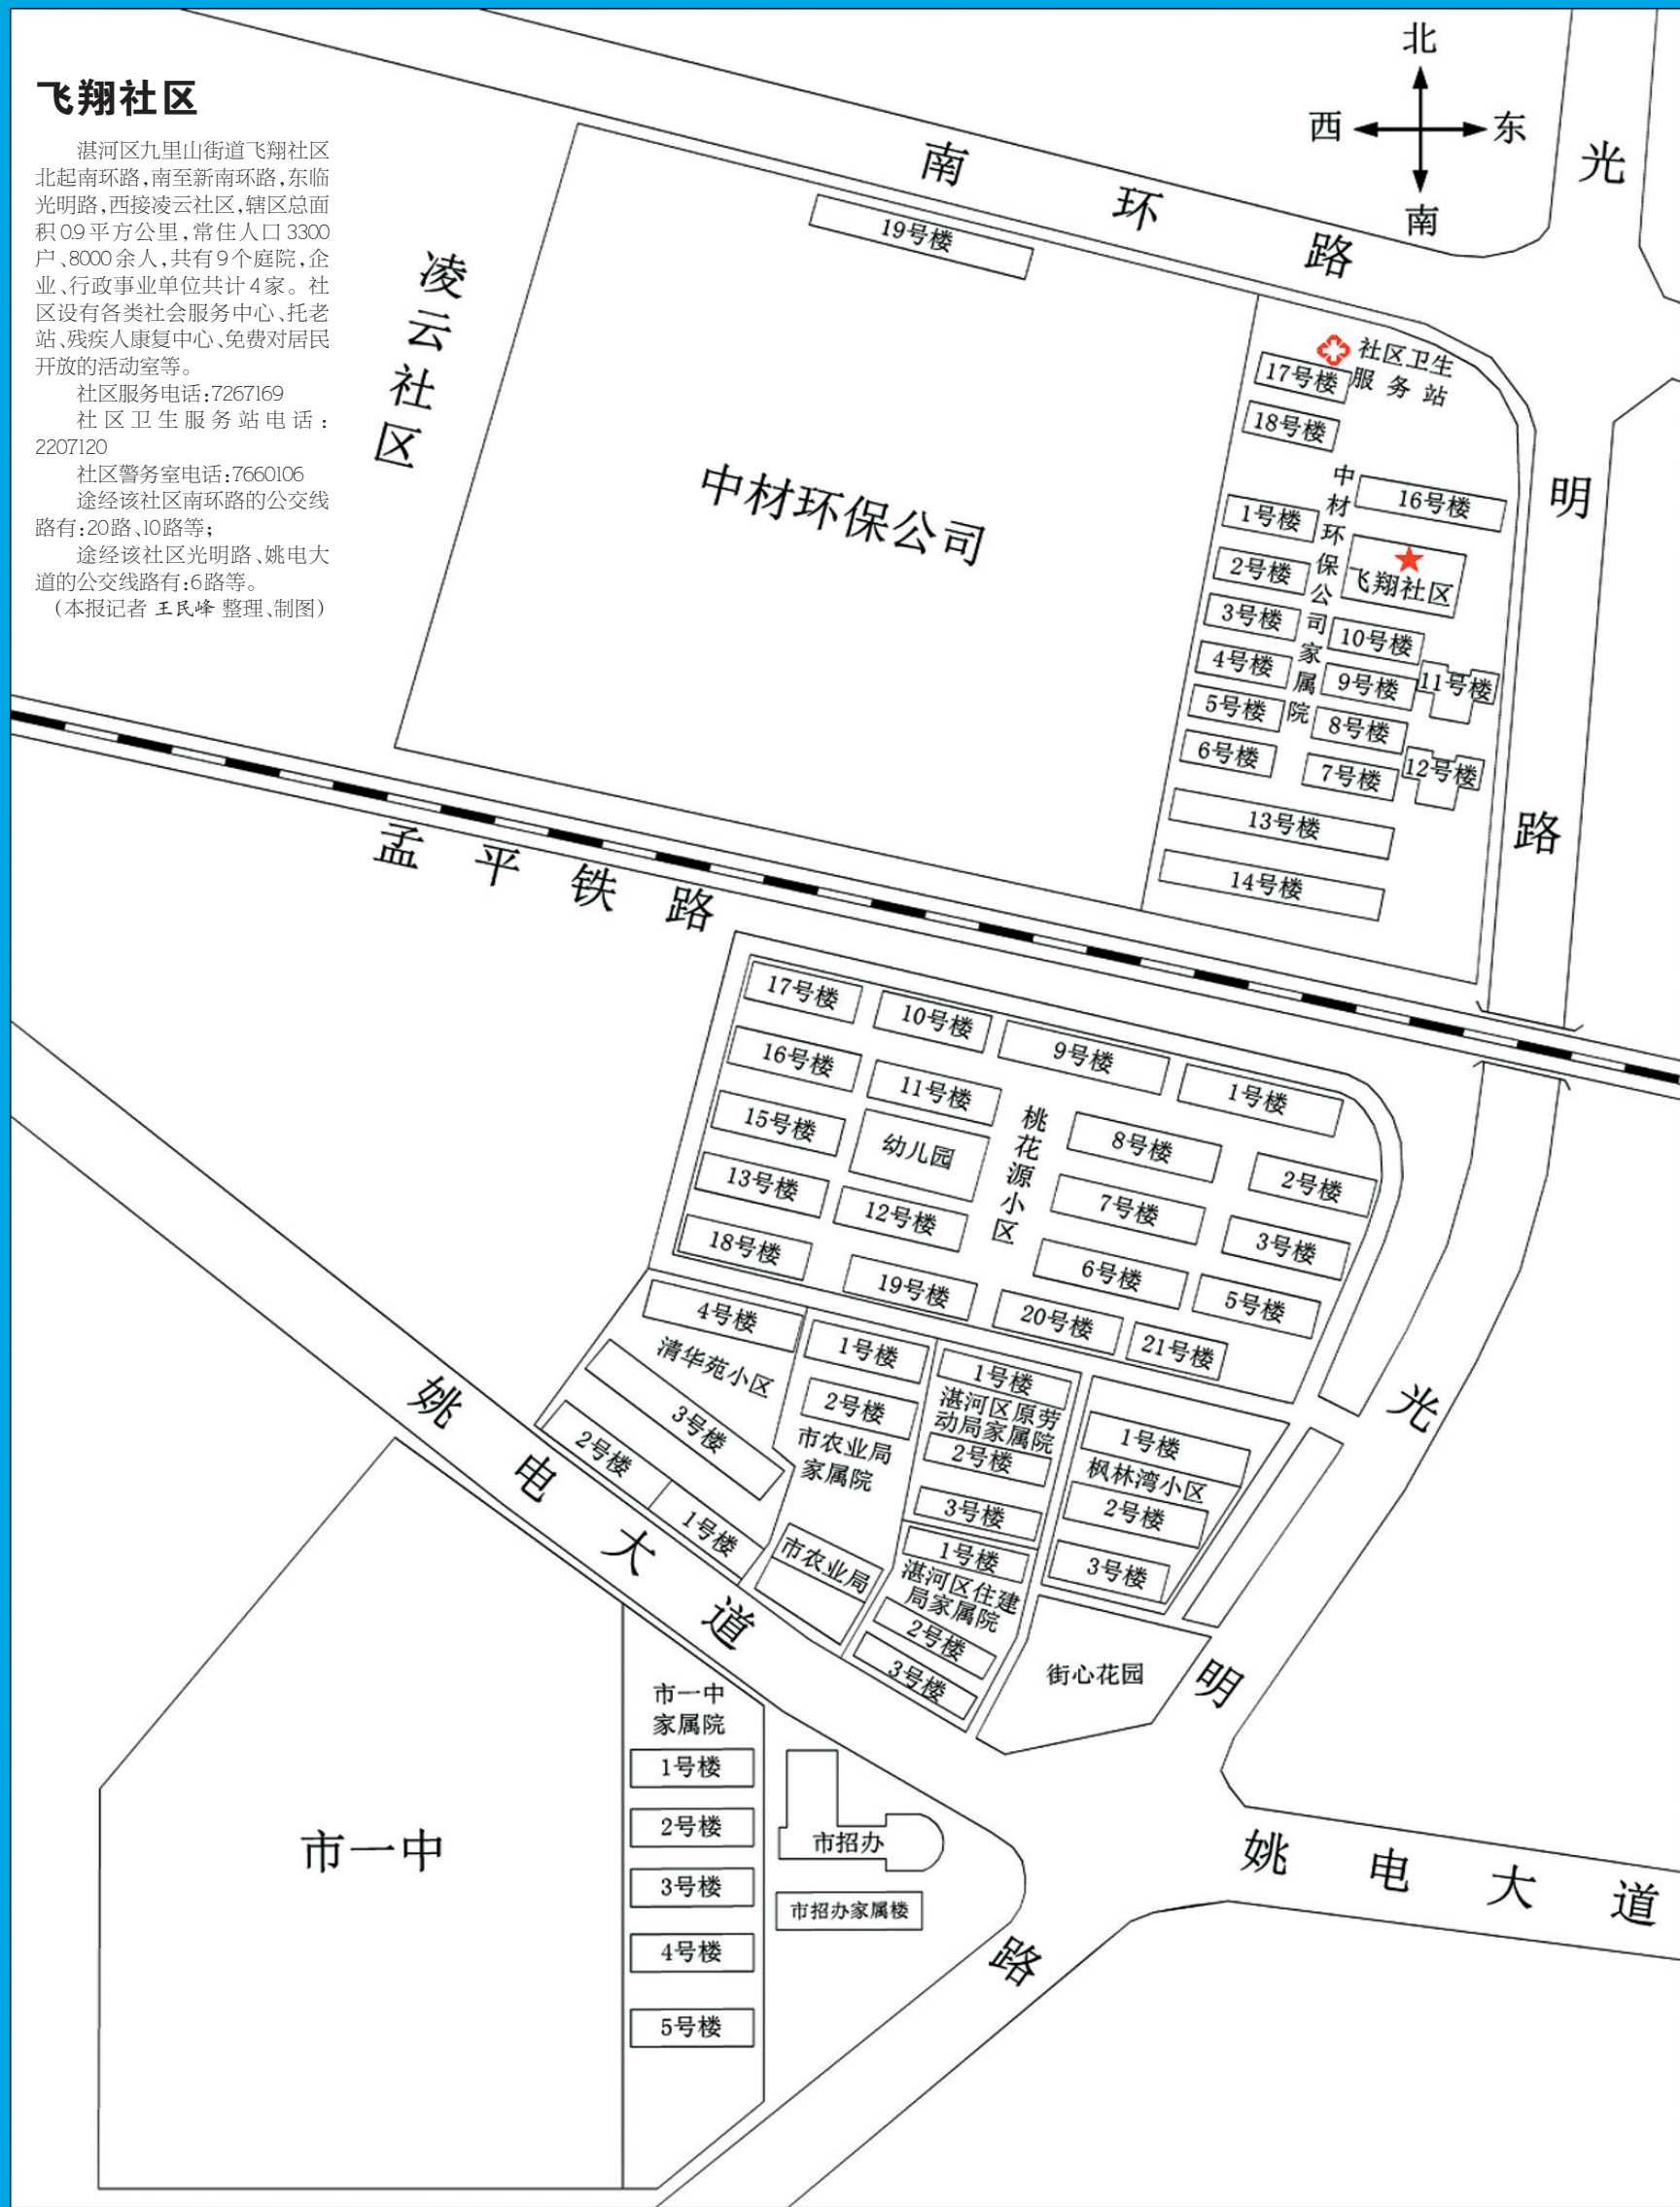 飞翔社区
湛河区九里山街道飞翔社区
北起南环路,南至新南环路,东临
光明路,西接凌云社区,辖区总面
积0.9平方公里,常住人口3300
户、8000余人,共有9个庭院,企
业、行政事业单位共计4家。社
区设有各类社会服务中心、托老
站、残疾人康复中心、免费对居民
开放的活动室等。
社区服务电话:7267169
社区卫生服务站电话:
2207120
社区警务室电话:7660106
途经该社区南环路的公交线
路有:20路、10路等;
途经该社区光明路、姚电大
道的公交线路有:6路等。
(本报记者 王民峰 整理、制图)
北
西 东
南
南环路
光明路
凌云社区
19号楼
中材环保公司
社区卫生
服务站
17号楼
18号楼
中材环保公司家属院
16号楼
1号楼
飞翔社区
2号楼
3号楼
10号楼
4号楼
9号楼
11号楼
5号楼
8号楼
6号楼
7号楼
12号楼
13号楼
14号楼
孟平铁路
17号楼
10号楼
9号楼
1号楼
16号楼
11号楼
桃花源小区
8号楼
15号楼
幼儿园
2号楼
13号楼
12号楼
7号楼
3号楼
18号楼
19号楼
6号楼
5号楼
20号楼
21号楼
4号楼
清华苑小区
3号楼
2号楼
1号楼
1号楼
2号楼
市农业局
家属院
市农业局
1号楼
湛河区原劳
动局家属院
2号楼
3号楼
1号楼
湛河区住建
局家属院
2号楼
3号楼
1号楼
枫林湾小区
2号楼
3号楼
街心花园
光明路
姚电大道
市一中
家属院
1号楼
2号楼
3号楼
4号楼
5号楼
市一中
市招办
市招办家属楼
姚电大道